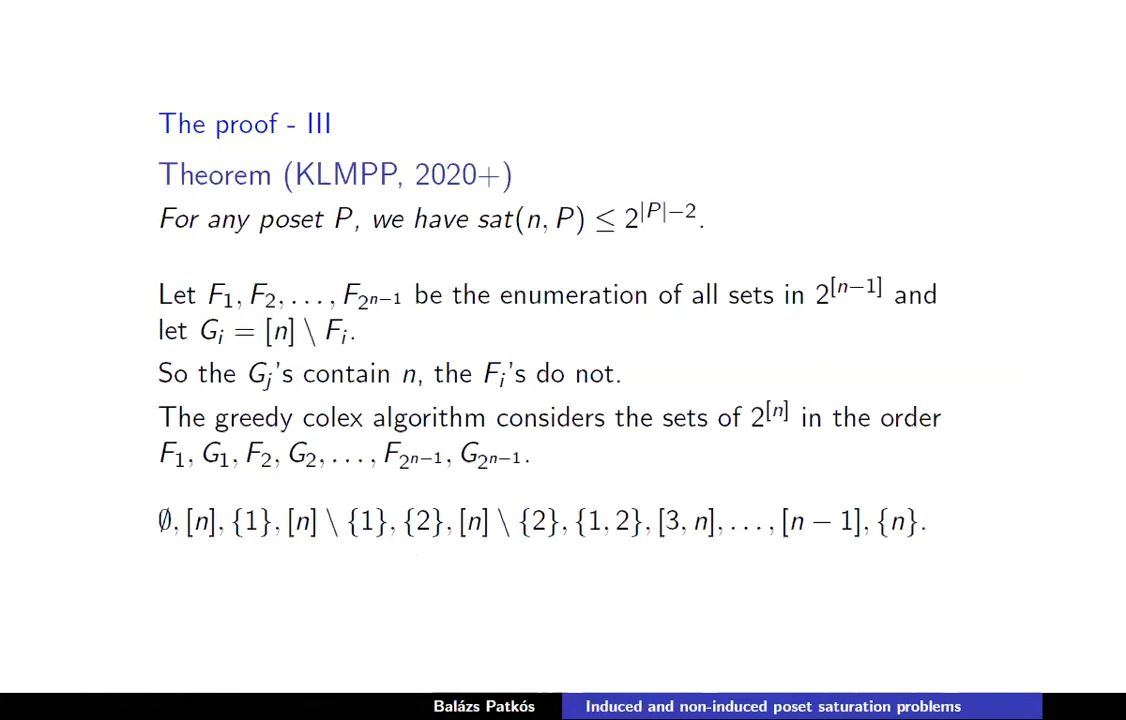 The proof - III
Theorem (KLMPP, 2020+)
For any poset P, we have sat(n, P) ≤ 2^{|P|−2}.
Let F_1, F_2, . . . , F_{2^{n−1}} be the enumeration of all sets in 2^{[n−1]} and
let G_i = [n] \ F_i.
So the G_j's contain n, the F_i's do not.
The greedy colex algorithm considers the sets of 2^{[n]} in the order
F_1, G_1, F_2, G_2, . . . , F_{2^{n−1}}, G_{2^{n−1}}.
∅, [n], {1}, [n] \ {1}, {2}, [n] \ {2}, {1, 2}, [3, n], . . . , [n − 1], {n}.
Balázs Patkós Induced and non-induced poset saturation problems